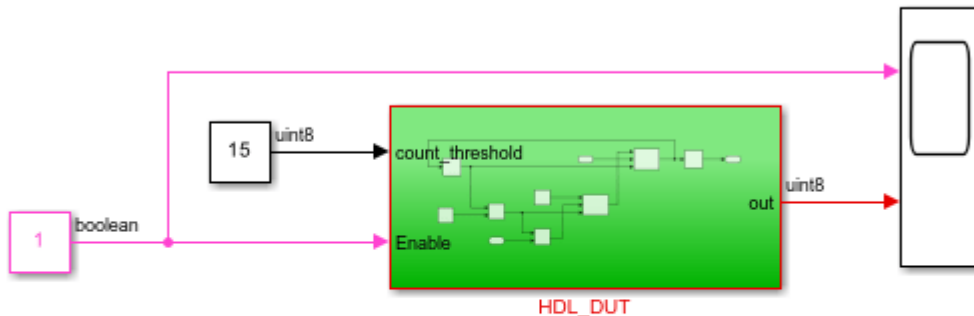 15
uint8
count_threshold
1
boolean
Enable
out
uint8
HDL_DUT